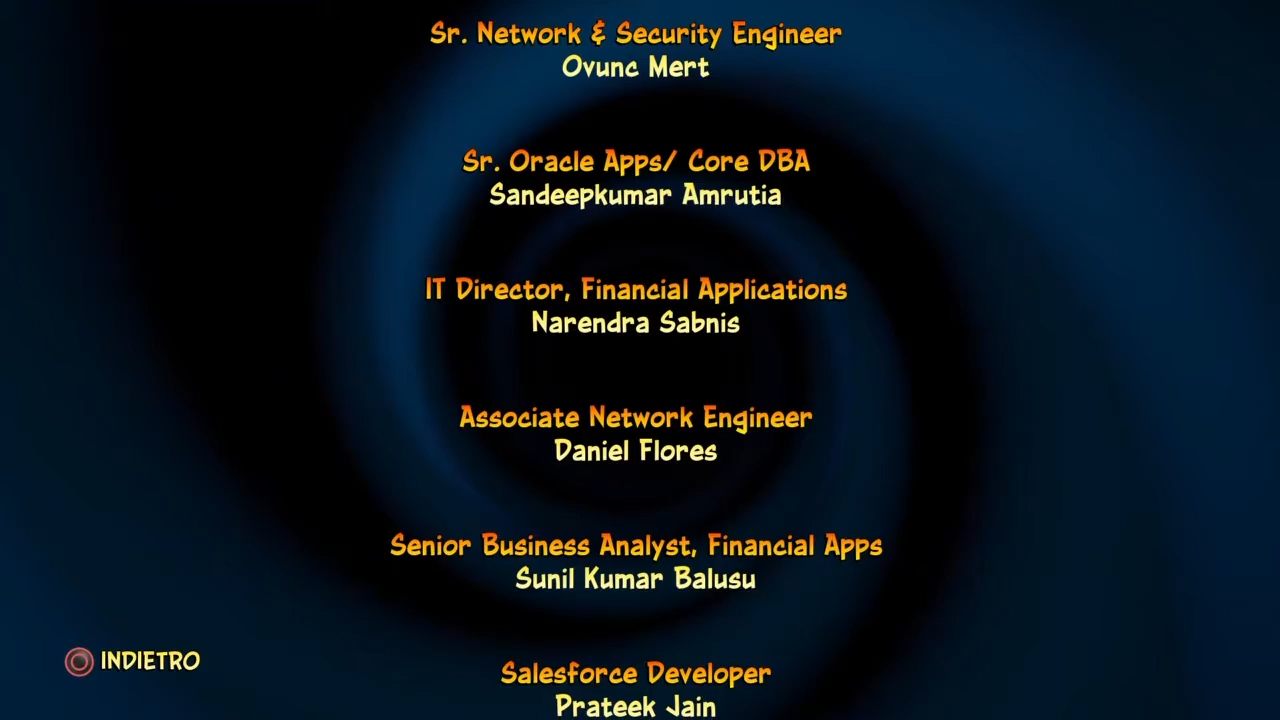 Sr. Network & Security Engineer
Ovunc Mert
Sr. Oracle Apps/ Core DBA
Sandeepkumar Amrutia
IT Director, Financial Applications
Narendra Sabnis
Associate Network Engineer
Daniel Flores
Senior Business Analyst, Financial Apps
Sunil Kumar Balusu
INDIETRO
Salesforce Developer
Prateek Jain